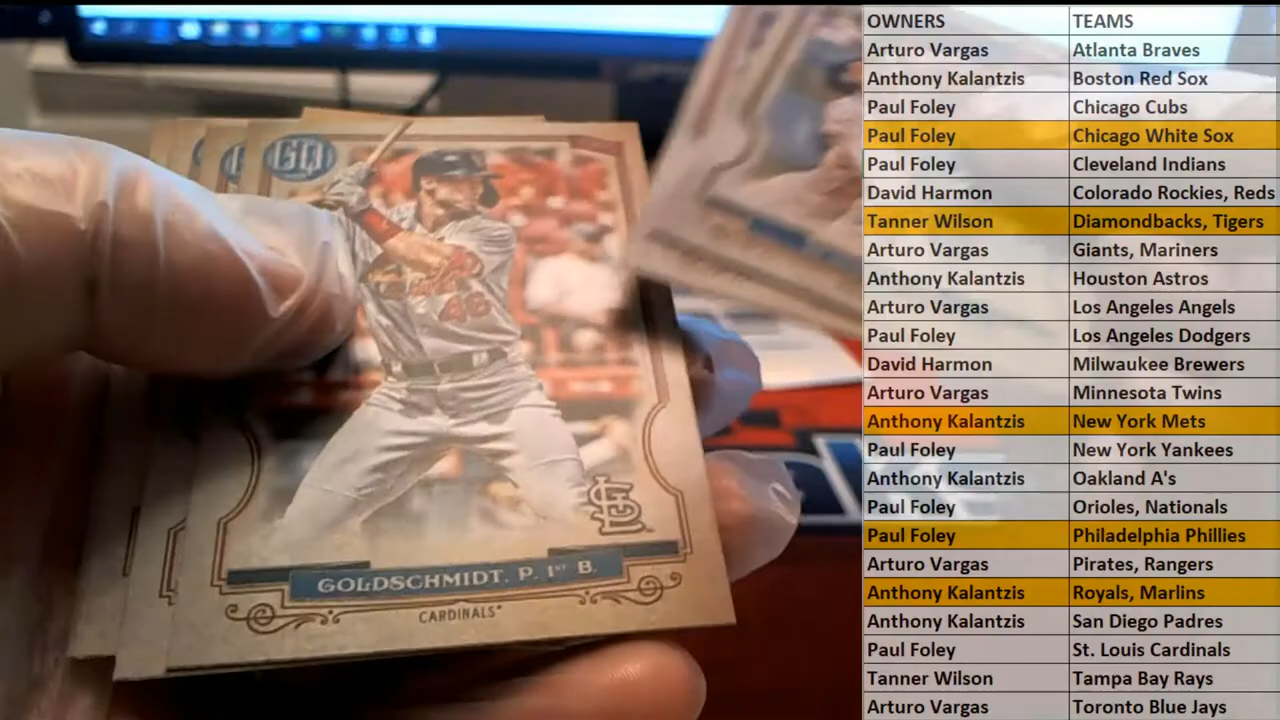 GQ
46
STL
GOLDSCHMIDT, P. 1ST B.
CARDINALS
OWNERS TEAMS
Arturo Vargas Atlanta Braves
Anthony Kalantzis Boston Red Sox
Paul Foley Chicago Cubs
Paul Foley Chicago White Sox
Paul Foley Cleveland Indians
David Harmon Colorado Rockies, Reds
Tanner Wilson Diamondbacks, Tigers
Arturo Vargas Giants, Mariners
Anthony Kalantzis Houston Astros
Arturo Vargas Los Angeles Angels
Paul Foley Los Angeles Dodgers
David Harmon Milwaukee Brewers
Arturo Vargas Minnesota Twins
Anthony Kalantzis New York Mets
Paul Foley New York Yankees
Anthony Kalantzis Oakland A's
Paul Foley Orioles, Nationals
Paul Foley Philadelphia Phillies
Arturo Vargas Pirates, Rangers
Anthony Kalantzis Royals, Marlins
Anthony Kalantzis San Diego Padres
Paul Foley St. Louis Cardinals
Tanner Wilson Tampa Bay Rays
Arturo Vargas Toronto Blue Jays